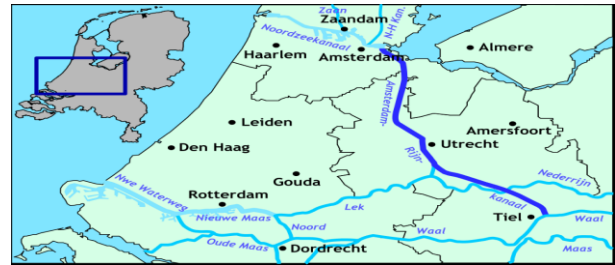 Zaan
Zaandam
N-H Kan.
Noordzeekanaal
Haarlem
Amsterdam
Almere
Amsterdam-
Leiden
Amersfoort
Utrecht
Den Haag
Rijn-
Gouda
Nederrijn
Nwe Waterweg
Rotterdam
Lek
kanaal
Nieuwe Maas
Tiel
Waal
Noord
Waal
Oude Maas
Dordrecht
Maas